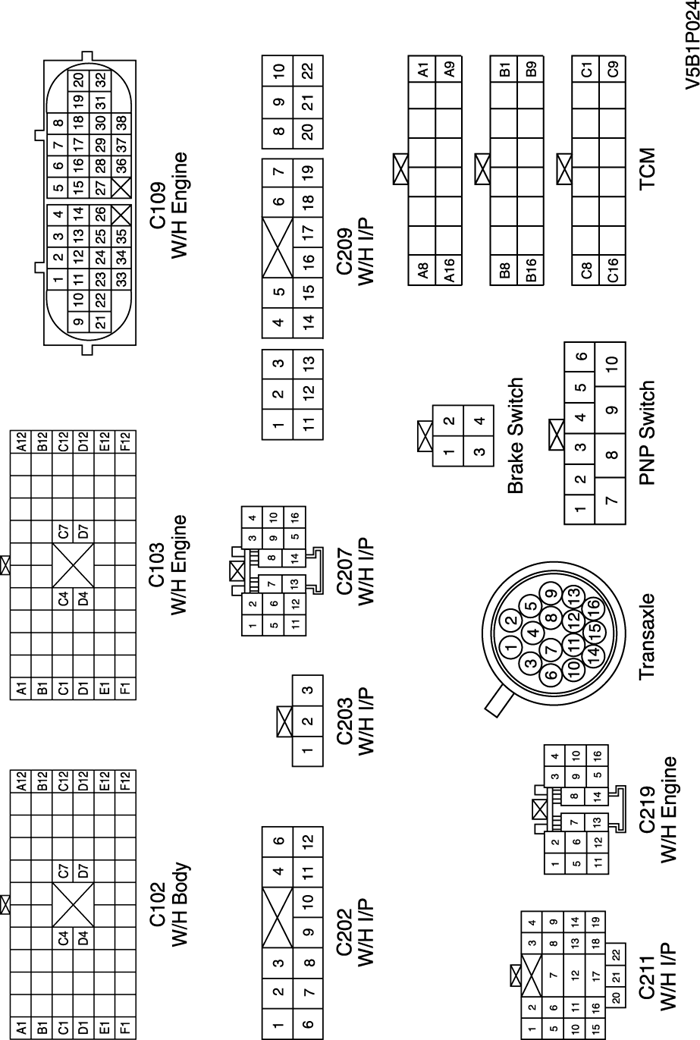 A1 A12
B1 B12
C1 C4 C7 C12
D1 D4 D7 D12
E1 E12
F1 F12
C102
W/H Body
A1 A12
B1 B12
C1 C4 C7 C12
D1 D4 D7 D12
E1 E12
F1 F12
C103
W/H Engine
1 2 3 4 5 6 7 8
9 10 11 12 13 14 15 16 17 18 19 20
21 22 23 24 25 26 27 28 29 30 31 32
33 34 35 36 37 38
C109
W/H Engine
1 2 3 4 6
6 7 8 9 10 11 12
C202
W/H I/P
1 2 3
C203
W/H I/P
1 2 3 4
5 6 7 8 9 10
11 12 13 14 5 16
C207
W/H I/P
1 2 3 4 5 6 7 8 9 10
11 12 13 14 15 16 17 18 19 20 21 22
C209
W/H I/P
1 2 3 4
5 6 7 8 9
10 11 12 13 14
15 16 17 18 19
20 21 22
C211
W/H I/P
1 2 3 4
5 6 7 8 9 10
11 12 13 14 5 16
C219
W/H Engine
1 2
3 4 5
6 7 8 9
10 11 12 13
14 15 16
Transaxle
1 2
3 4
Brake Switch
1 2 3 4 5 6
7 8 9 10
PNP Switch
A8 A1
A16 A9
B8 B1
B16 B9
C8 C1
C16 C9
TCM
V5B1P024